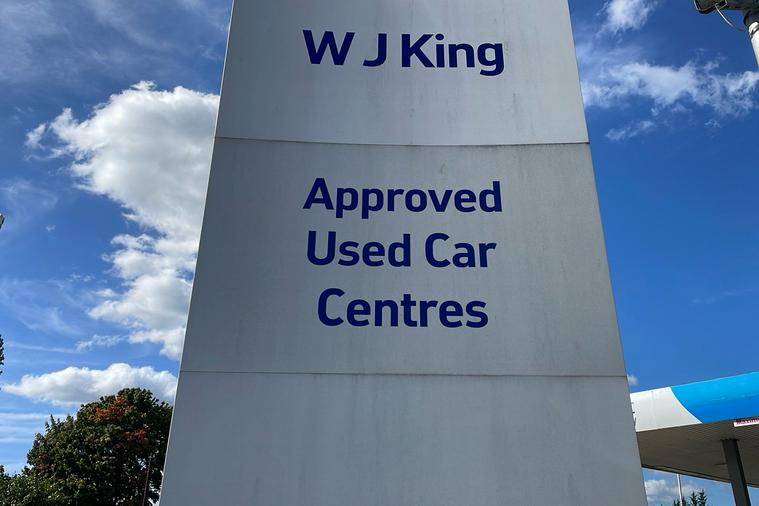 W J King
Approved
Used Car
Centres